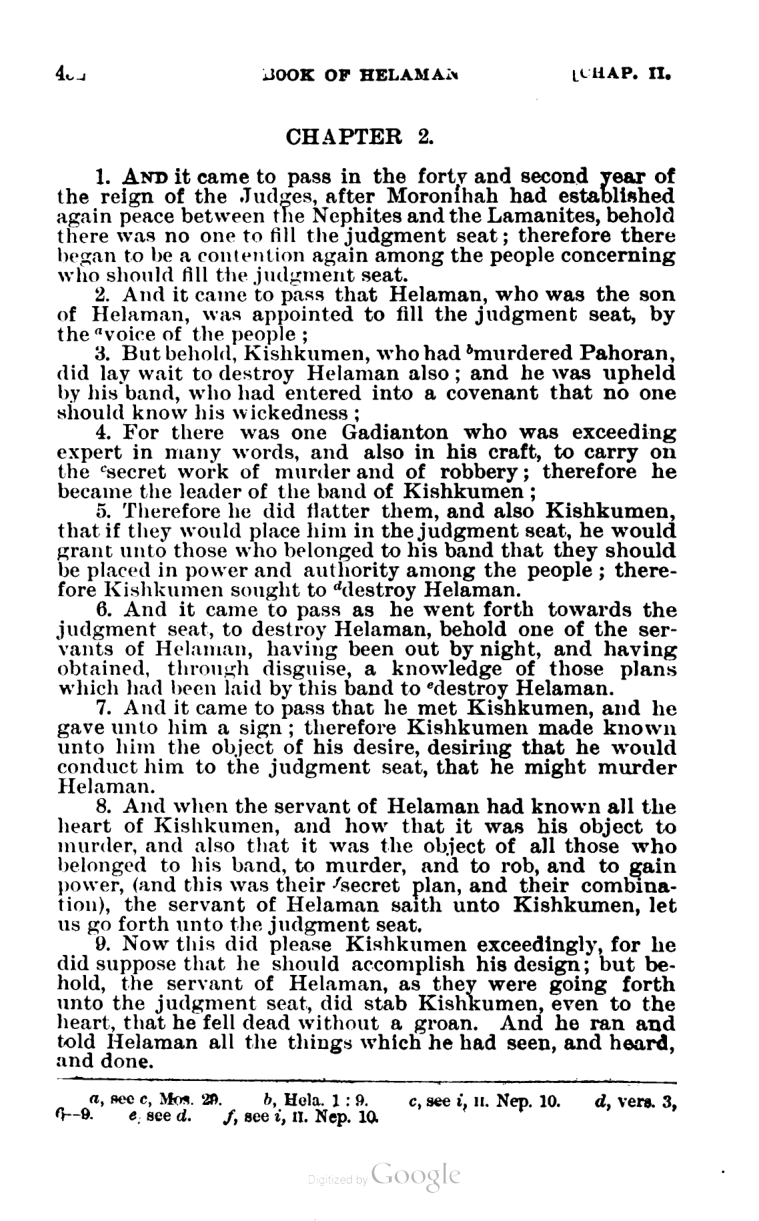 BOOK OF HELAMAN [CHAP. II.
CHAPTER 2.
1. AND it came to pass in the forty and second year of
the reign of the Judges, after Moronihah had established
again peace between the Nephites and the Lamanites, behold
there was no one to fill the judgment seat; therefore there
began to be a contention again among the people concerning
who should fill the judgment seat.
2. And it came to pass that Helaman, who was the son
of Helaman, was appointed to fill the judgment seat, by
the ᵃvoice of the people;
3. But behold, Kishkumen, who had ᵇmurdered Pahoran,
did lay wait to destroy Helaman also; and he was upheld
by his band, who had entered into a covenant that no one
should know his wickedness;
4. For there was one Gadianton who was exceeding
expert in many words, and also in his craft, to carry on
the ᶜsecret work of murder and of robbery; therefore he
became the leader of the band of Kishkumen;
5. Therefore he did flatter them, and also Kishkumen,
that if they would place him in the judgment seat, he would
grant unto those who belonged to his band that they should
be placed in power and authority among the people; there-
fore Kishkumen sought to ᵈdestroy Helaman.
6. And it came to pass as he went forth towards the
judgment seat, to destroy Helaman, behold one of the ser-
vants of Helaman, having been out by night, and having
obtained, through disguise, a knowledge of those plans
which had been laid by this band to ᵉdestroy Helaman.
7. And it came to pass that he met Kishkumen, and he
gave unto him a sign; therefore Kishkumen made known
unto him the object of his desire, desiring that he would
conduct him to the judgment seat, that he might murder
Helaman.
8. And when the servant of Helaman had known all the
heart of Kishkumen, and how that it was his object to
murder, and also that it was the object of all those who
belonged to his band, to murder, and to rob, and to gain
power, (and this was their ᶠsecret plan, and their combina-
tion), the servant of Helaman saith unto Kishkumen, let
us go forth unto the judgment seat.
9. Now this did please Kishkumen exceedingly, for he
did suppose that he should accomplish his design; but be-
hold, the servant of Helaman, as they were going forth
unto the judgment seat, did stab Kishkumen, even to the
heart, that he fell dead without a groan. And he ran and
told Helaman all the things which he had seen, and heard,
and done.
a, see c, Mos. 29. b, Hela. 1:9. c, see i, II. Nep. 10. d, vers. 3,
6--9. e, see d. f, see i, II. Nep. 10.
Digitized by Google